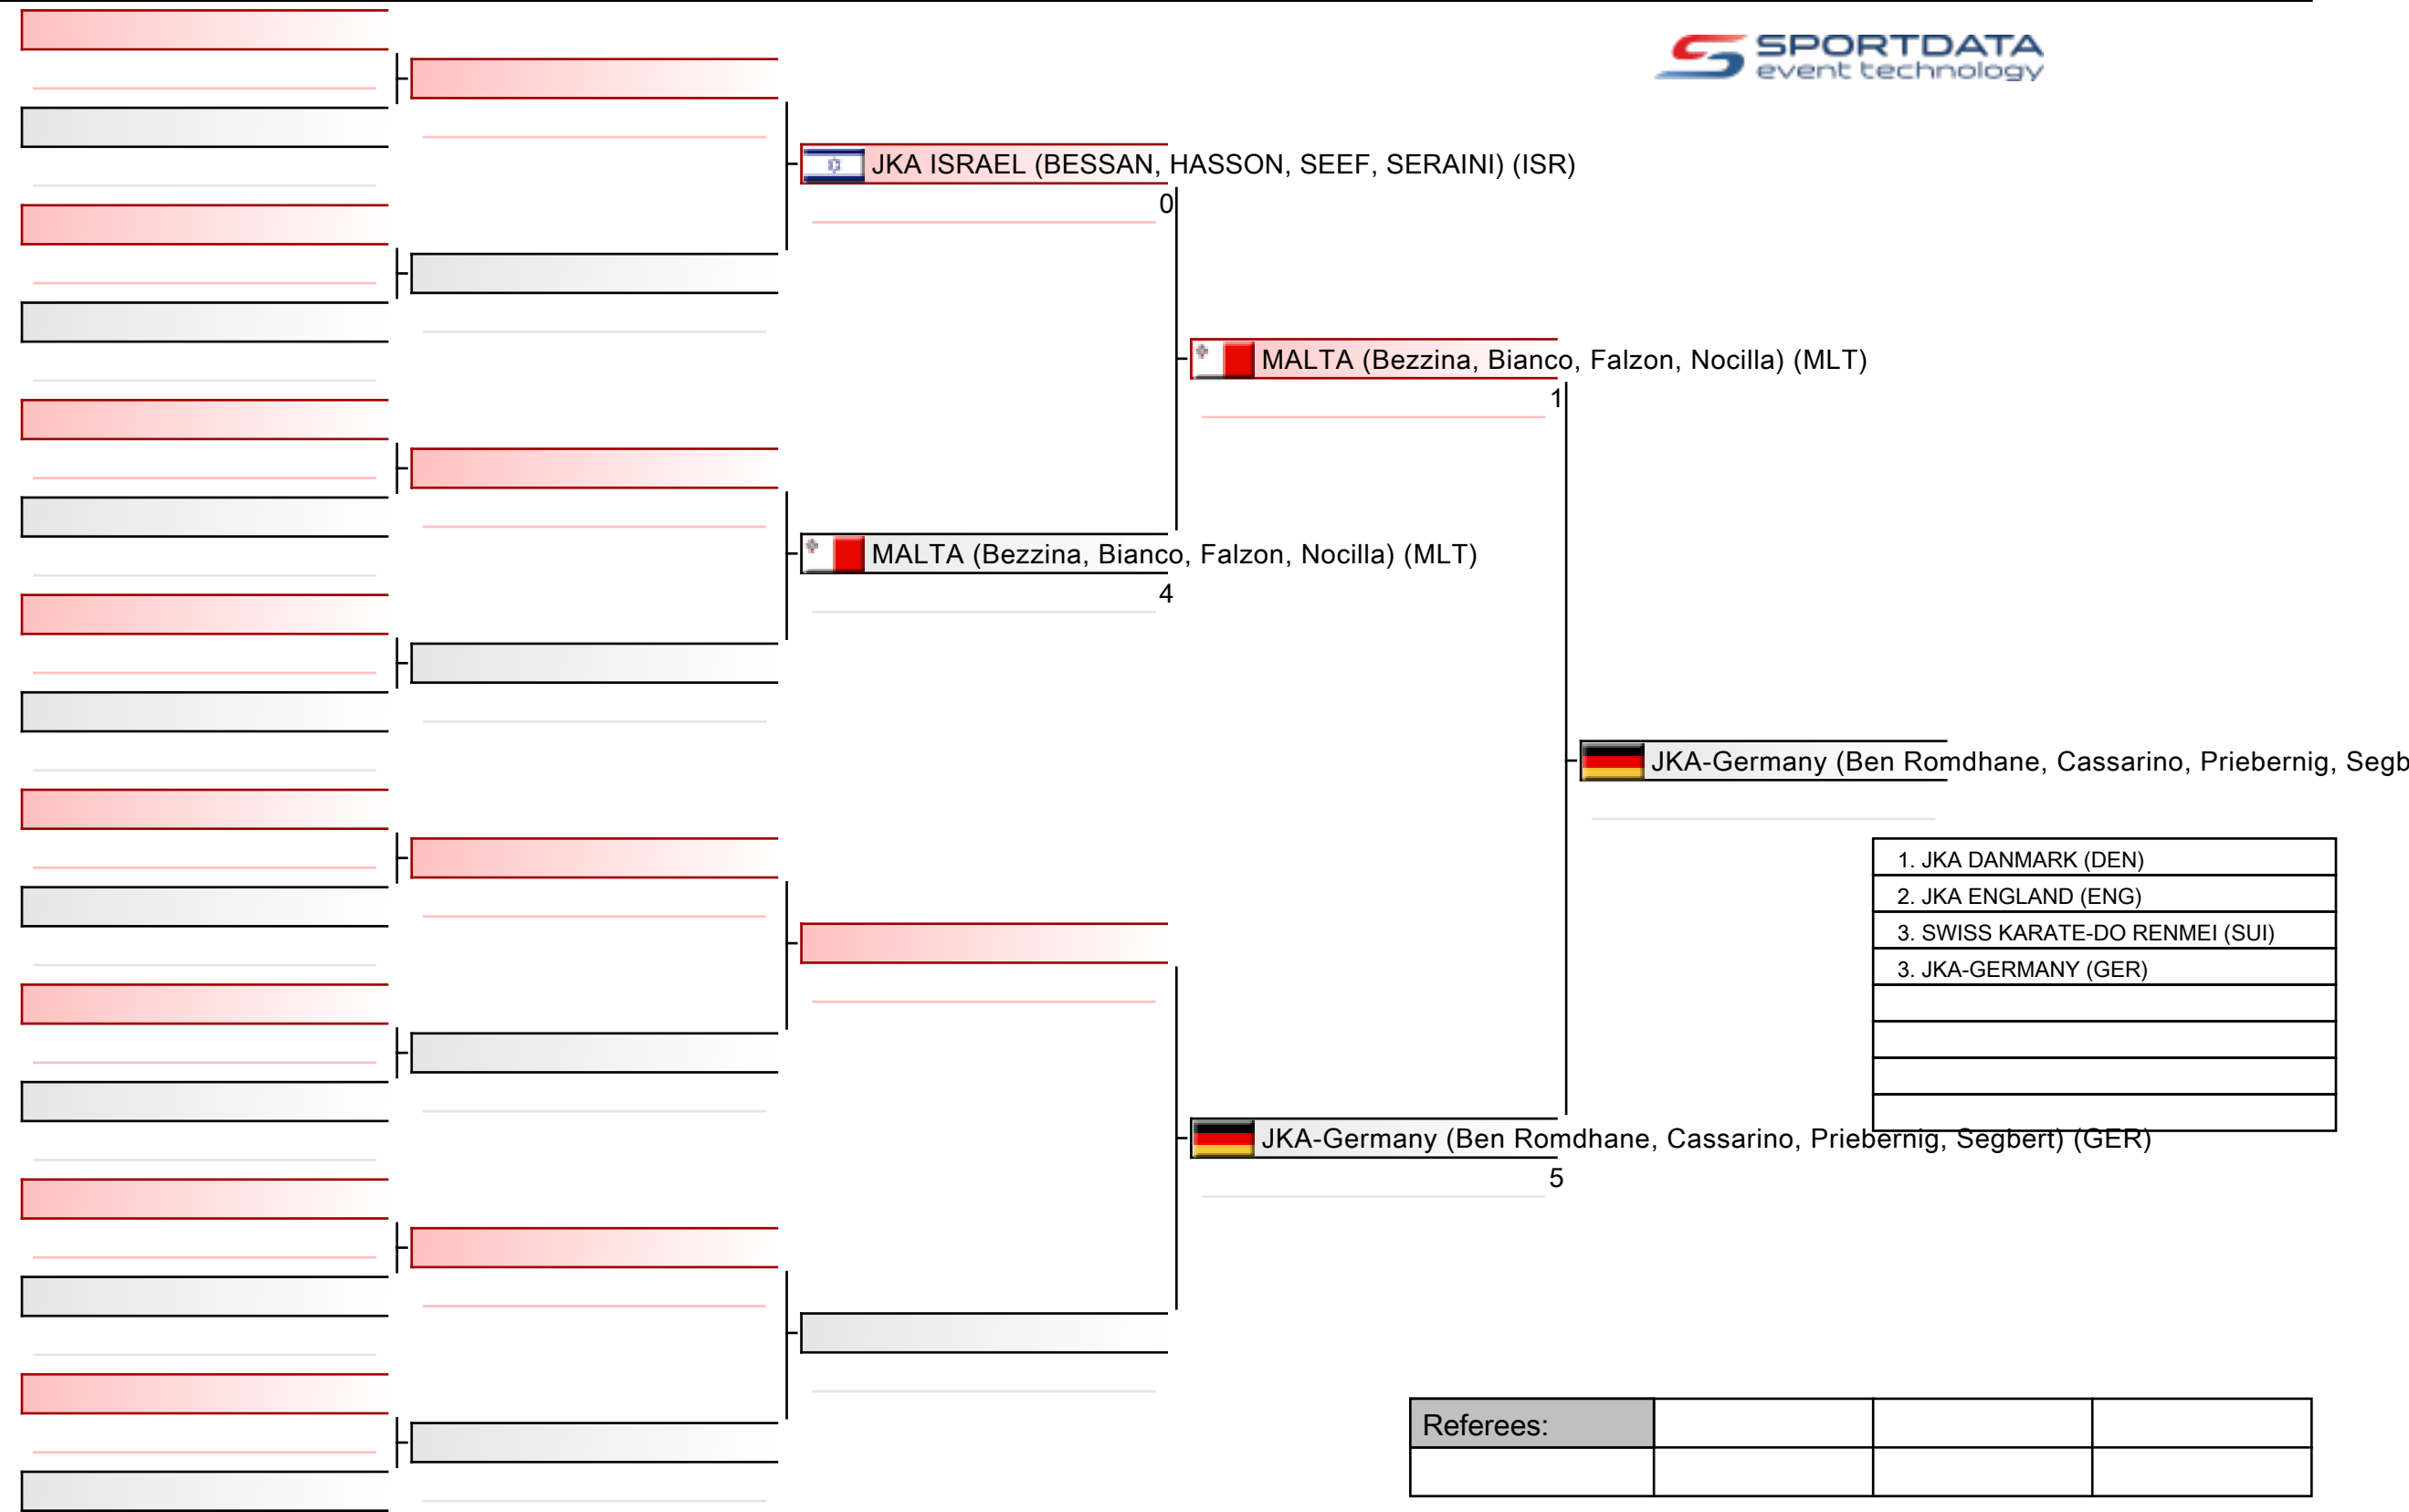 SPORTDATA
event technology
JKA ISRAEL (BESSAN, HASSON, SEEF, SERAINI) (ISR)
0
MALTA (Bezzina, Bianco, Falzon, Nocilla) (MLT)
1
MALTA (Bezzina, Bianco, Falzon, Nocilla) (MLT)
4
JKA-Germany (Ben Romdhane, Cassarino, Priebernig, Segb
1. JKA DANMARK (DEN)
2. JKA ENGLAND (ENG)
3. SWISS KARATE-DO RENMEI (SUI)
3. JKA-GERMANY (GER)
JKA-Germany (Ben Romdhane, Cassarino, Priebernig, Segbert) (GER)
5
Referees: